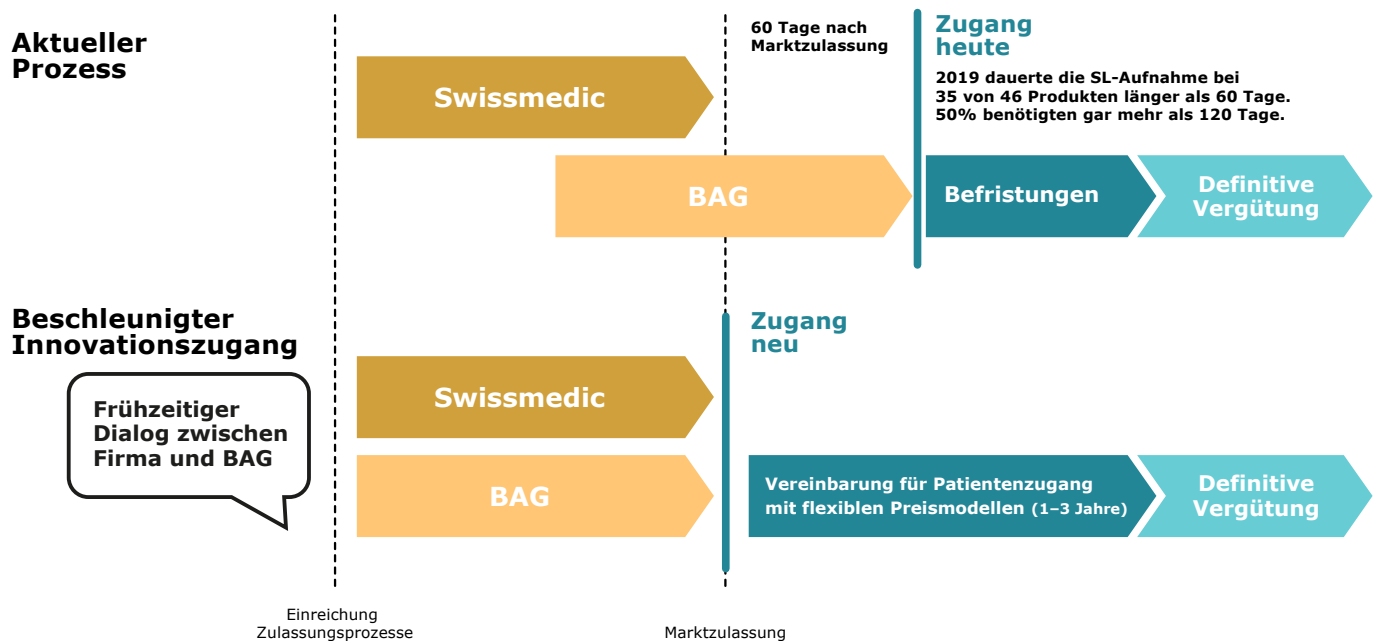 Aktueller
Prozess
Swissmedic
60 Tage nach
Marktzulassung
Zugang
heute
2019 dauerte die SL-Aufnahme bei
35 von 46 Produkten länger als 60 Tage.
50% benötigten gar mehr als 120 Tage.
BAG
Befristungen
Definitive
Vergütung
Beschleunigter
Innovationszugang
Frühzeitiger
Dialog zwischen
Firma und BAG
Swissmedic
Zugang
neu
BAG
Vereinbarung für Patientenzugang
mit flexiblen Preismodellen (1–3 Jahre)
Definitive
Vergütung
Einreichung
Zulassungsprozesse
Marktzulassung